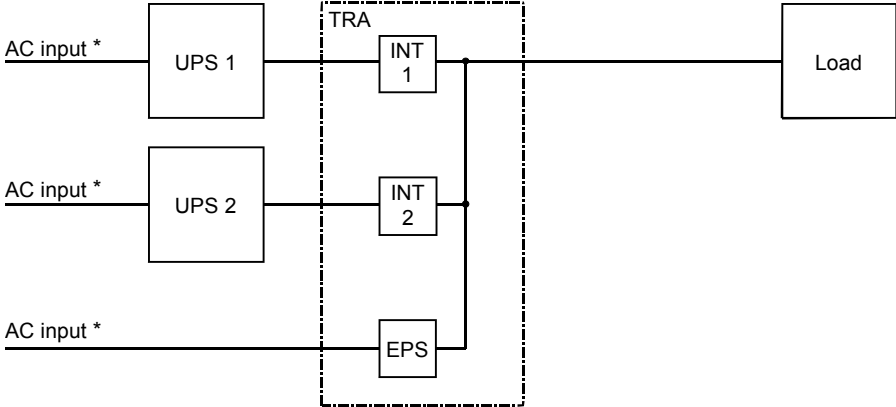 TRA
AC input *
UPS 1
INT
1
Load
AC input *
UPS 2
INT
2
AC input *
EPS